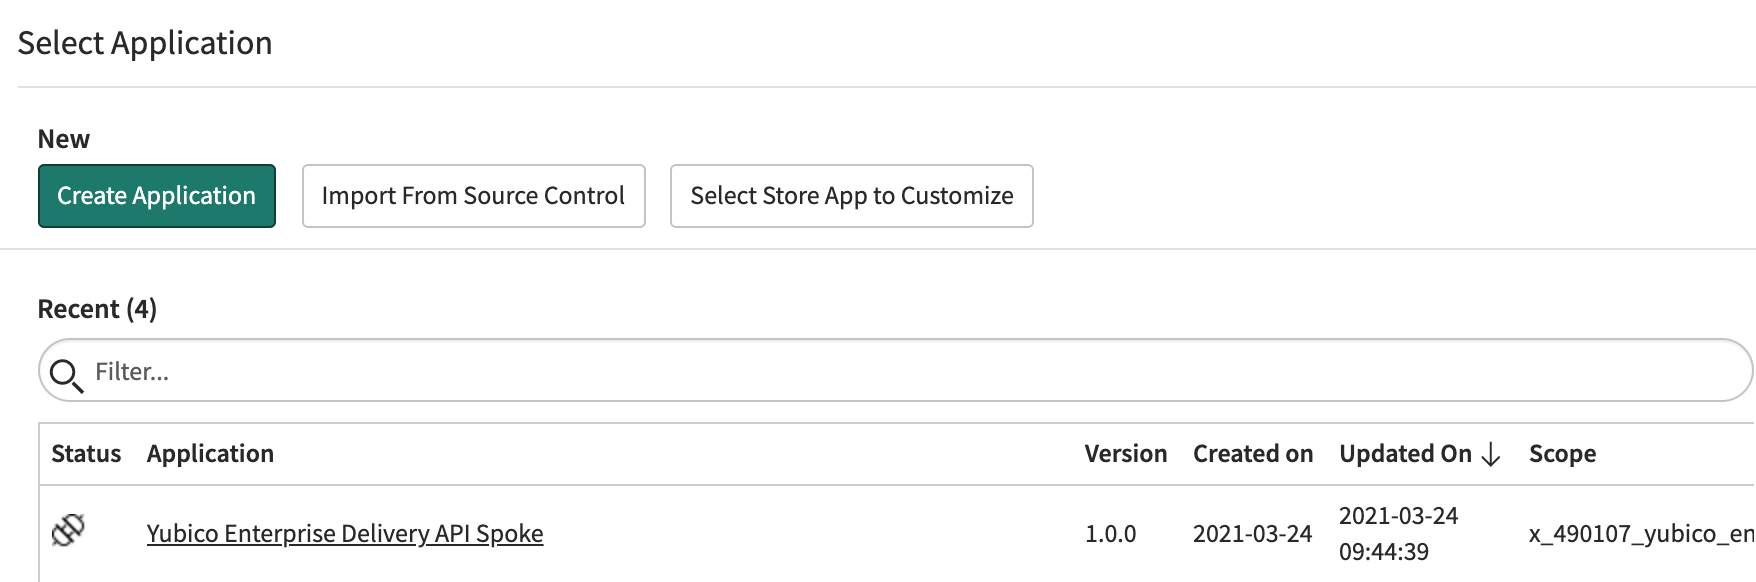 Select Application
New
Create Application Import From Source Control Select Store App to Customize
Recent (4)
Filter...
Status Application Version Created on Updated On Scope
Yubico Enterprise Delivery API Spoke 1.0.0 2021-03-24 2021-03-24 09:44:39 x_490107_yubico_en